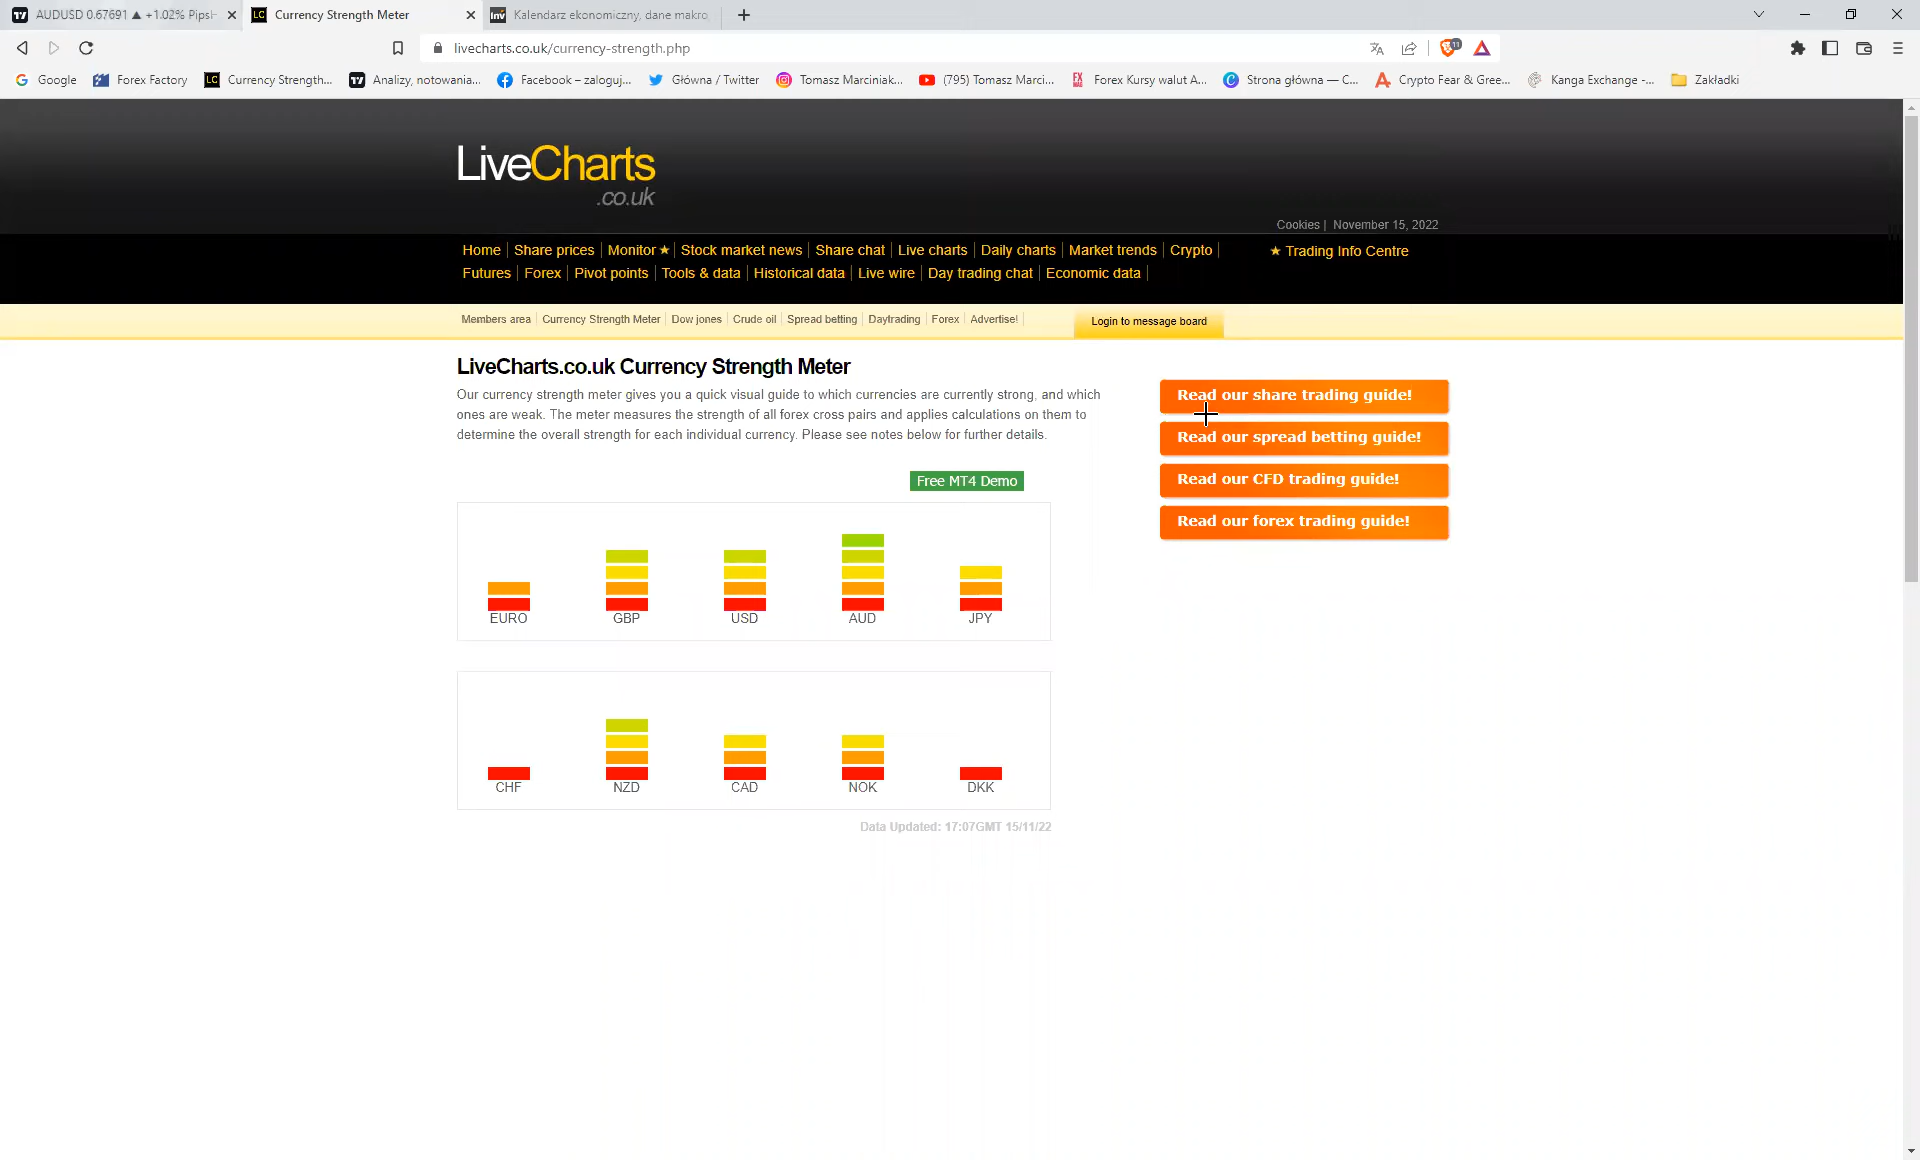 AUDUSD 0.67691 ▲ +1.02% Pipsl
Currency Strength Meter
Kalendarz ekonomiczny, dane makro
livecharts.co.uk/currency-strength.php
11
Google
Forex Factory
Currency Strength...
Analizy, notowania...
Facebook – zaloguj...
Główna / Twitter
Tomasz Marciniak...
(795) Tomasz Marci...
Forex Kursy walut A...
Strona główna — C...
Crypto Fear & Gree...
Kanga Exchange -...
Zakładki
LiveCharts
.co.uk
Cookies | November 15, 2022
Home | Share prices | Monitor ★ | Stock market news | Share chat | Live charts | Daily charts | Market trends | Crypto |
★ Trading Info Centre
Futures | Forex | Pivot points | Tools & data | Historical data | Live wire | Day trading chat | Economic data |
Members area | Currency Strength Meter | Dow jones | Crude oil | Spread betting | Daytrading | Forex | Advertise! |
Login to message board
LiveCharts.co.uk Currency Strength Meter
Our currency strength meter gives you a quick visual guide to which currencies are currently strong, and which
ones are weak. The meter measures the strength of all forex cross pairs and applies calculations on them to
determine the overall strength for each individual currency. Please see notes below for further details.
Read our share trading guide!
Read our spread betting guide!
Read our CFD trading guide!
Read our forex trading guide!
Free MT4 Demo
EURO GBP USD AUD JPY
CHF NZD CAD NOK DKK
Data Updated: 17:07GMT 15/11/22